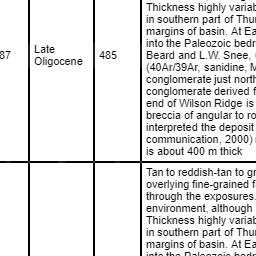 Thickness highly variab
in southern part of Thu
margins of basin. At Ea
into the Paleozoic bedr
87
Late
Oligocene
485
Beard and L.W. Snee,
(40Ar/39Ar, sanidine, M
conglomerate just north
conglomerate derived f
end of Wilson Ridge is
breccia of angular to ro
interpreted the deposit
communication, 2000)
is about 400 m thick
Tan to reddish-tan to gr
overlying fine-grained f
through the exposures.
environment, although
Thickness highly variab
in southern part of Thu
margins of basin. At Ea
into the Paleozoic bedr